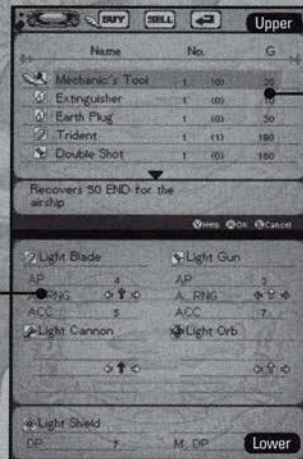 BUY SELL Upper
Name No. G
Mechanic's Tool 1 (0) 30
Extinguisher 1 (0)
Earth Plug 1 (0) 30
Trident 1 (1) 190
Double Shot 1 (0) 160
Recovers 50 END for the
airship
Help OK Cancel
Light Blade Light Gun
AP 4 AP 3
RNG A. RNG
ACC 5 ACC 7
Light Cannon Light Orb
Light Shield
DP 7 M. DP Lower